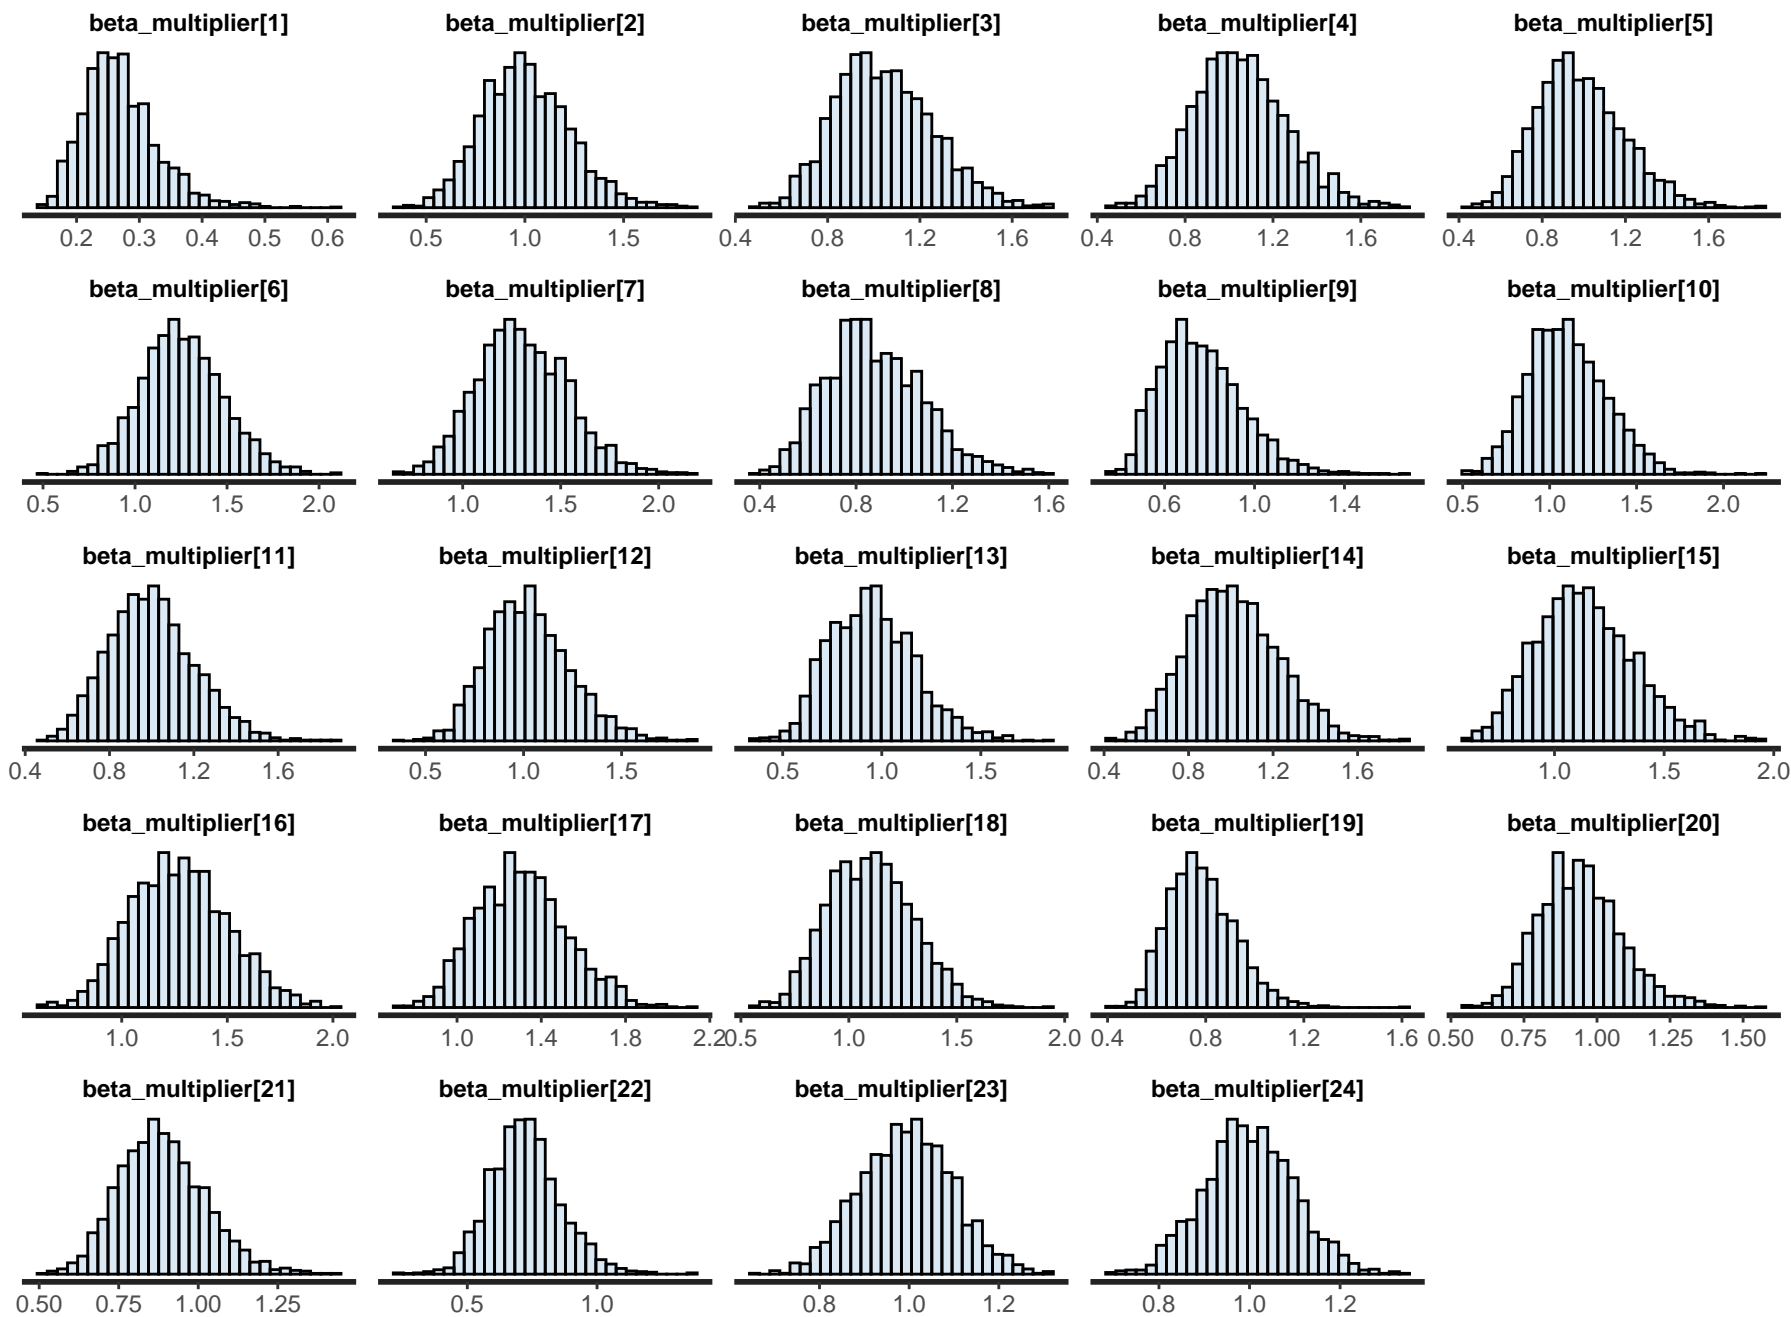 beta_multiplier[1] beta_multiplier[2] beta_multiplier[3] beta_multiplier[4] beta_multiplier[5]
0.2 0.3 0.4 0.5 0.6 0.5 1.0 1.5 0.4 0.8 1.2 1.6 0.4 0.8 1.2 1.6 0.4 0.8 1.2 1.6
beta_multiplier[6] beta_multiplier[7] beta_multiplier[8] beta_multiplier[9] beta_multiplier[10]
0.5 1.0 1.5 2.0 1.0 1.5 2.0 0.4 0.8 1.2 1.6 0.6 1.0 1.4 0.5 1.0 1.5 2.0
beta_multiplier[11] beta_multiplier[12] beta_multiplier[13] beta_multiplier[14] beta_multiplier[15]
0.4 0.8 1.2 1.6 0.5 1.0 1.5 0.5 1.0 1.5 0.4 0.8 1.2 1.6 1.0 1.5 2.0
beta_multiplier[16] beta_multiplier[17] beta_multiplier[18] beta_multiplier[19] beta_multiplier[20]
1.0 1.5 2.0 1.0 1.4 1.8 2.2 0.5 1.0 1.5 2.0 0.4 0.8 1.2 1.6 0.50 0.75 1.00 1.25 1.50
beta_multiplier[21] beta_multiplier[22] beta_multiplier[23] beta_multiplier[24]
0.50 0.75 1.00 1.25 0.5 1.0 0.8 1.0 1.2 0.8 1.0 1.2